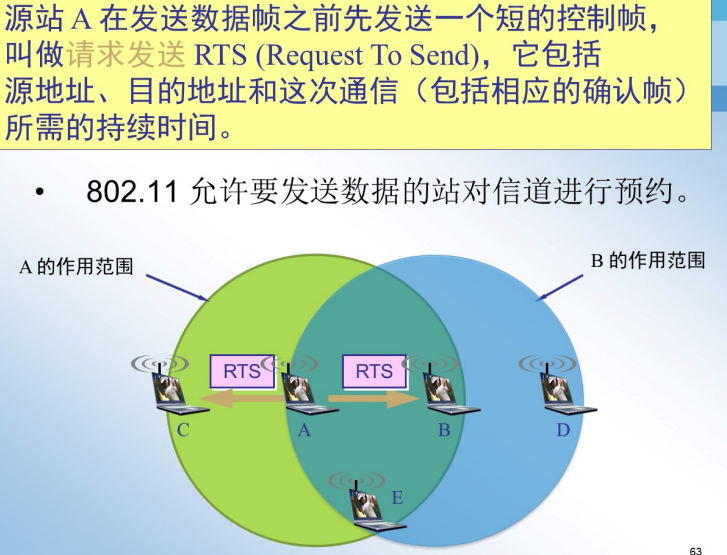 源站 A 在发送数据帧之前先发送一个短的控制帧，
叫做请求发送 RTS (Request To Send)，它包括
源地址、目的地址和这次通信（包括相应的确认帧）
所需的持续时间。
• 802.11 允许要发送数据的站对信道进行预约。
A 的作用范围
B 的作用范围
RTS
RTS
C
A
B
D
E
63